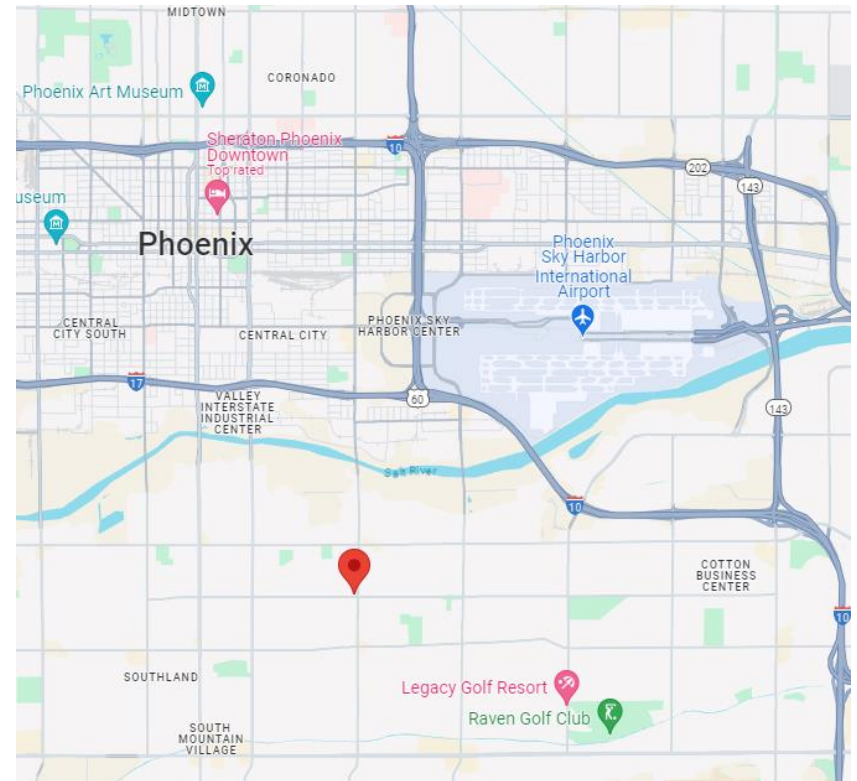 MIDTOWN
CORONADO
Phoenix Art Museum
Sheraton Phoenix
Downtown
Top rated
10
202
143
useum
Phoenix
Phoenix
Sky Harbor
International
Airport
CENTRAL
CITY SOUTH
CENTRAL CITY
PHOENIX SKY
HARBOR CENTER
17
VALLEY
INTERSTATE
INDUSTRIAL
CENTER
60
143
Salt River
10
COTTON
BUSINESS
CENTER
10
SOUTHLAND
Legacy Golf Resort
Raven Golf Club
SOUTH
MOUNTAIN
VILLAGE